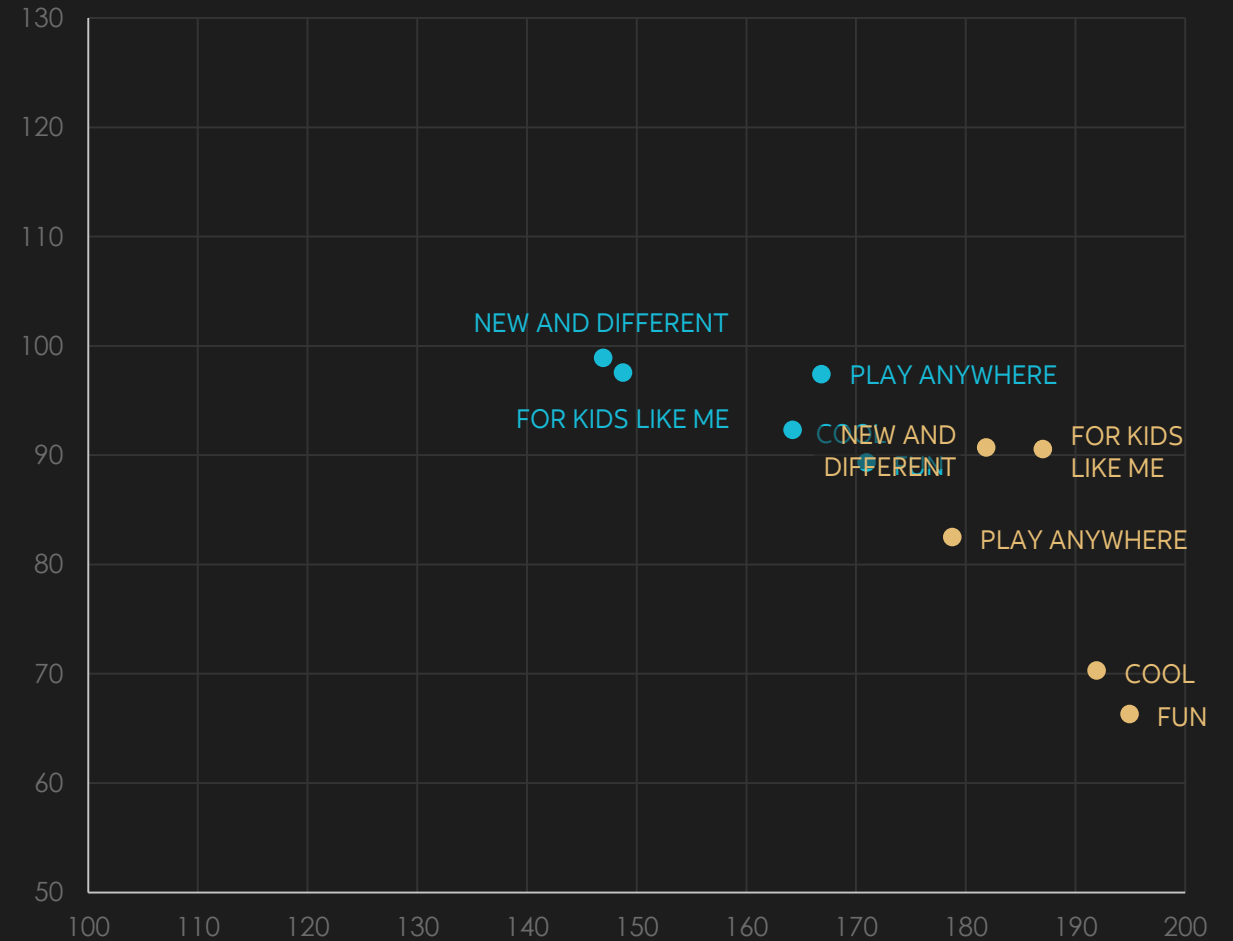 130
120
110
100
90
80
70
60
50
NEW AND DIFFERENT
PLAY ANYWHERE
FOR KIDS LIKE ME
COOL
FUN
NEW AND
DIFFERENT
FOR KIDS
LIKE ME
PLAY ANYWHERE
COOL
FUN
100 110 120 130 140 150 160 170 180 190 200